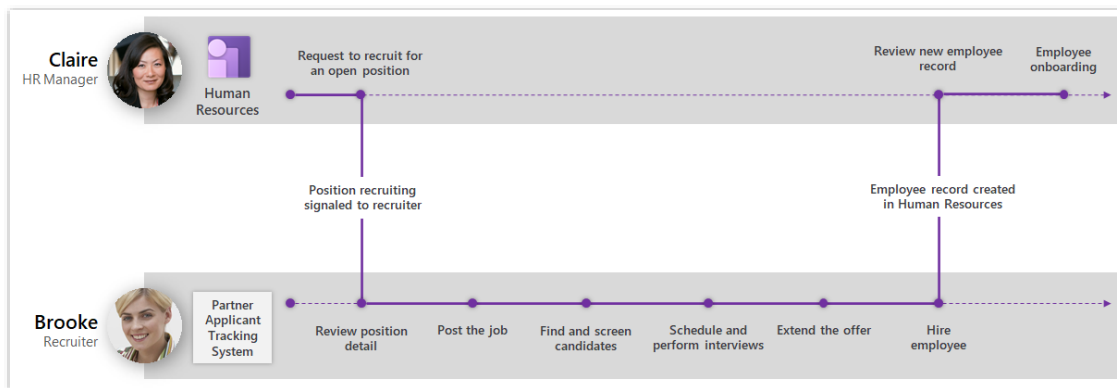 Claire
HR Manager
Human
Resources
Request to recruit for
an open position
Review new employee
record
Employee
onboarding
Position recruiting
signaled to recruiter
Employee record created
in Human Resources
Brooke
Recruiter
Partner
Applicant
Tracking
System
Review position
detail
Post the job
Find and screen
candidates
Schedule and
perform interviews
Extend the offer
Hire
employee